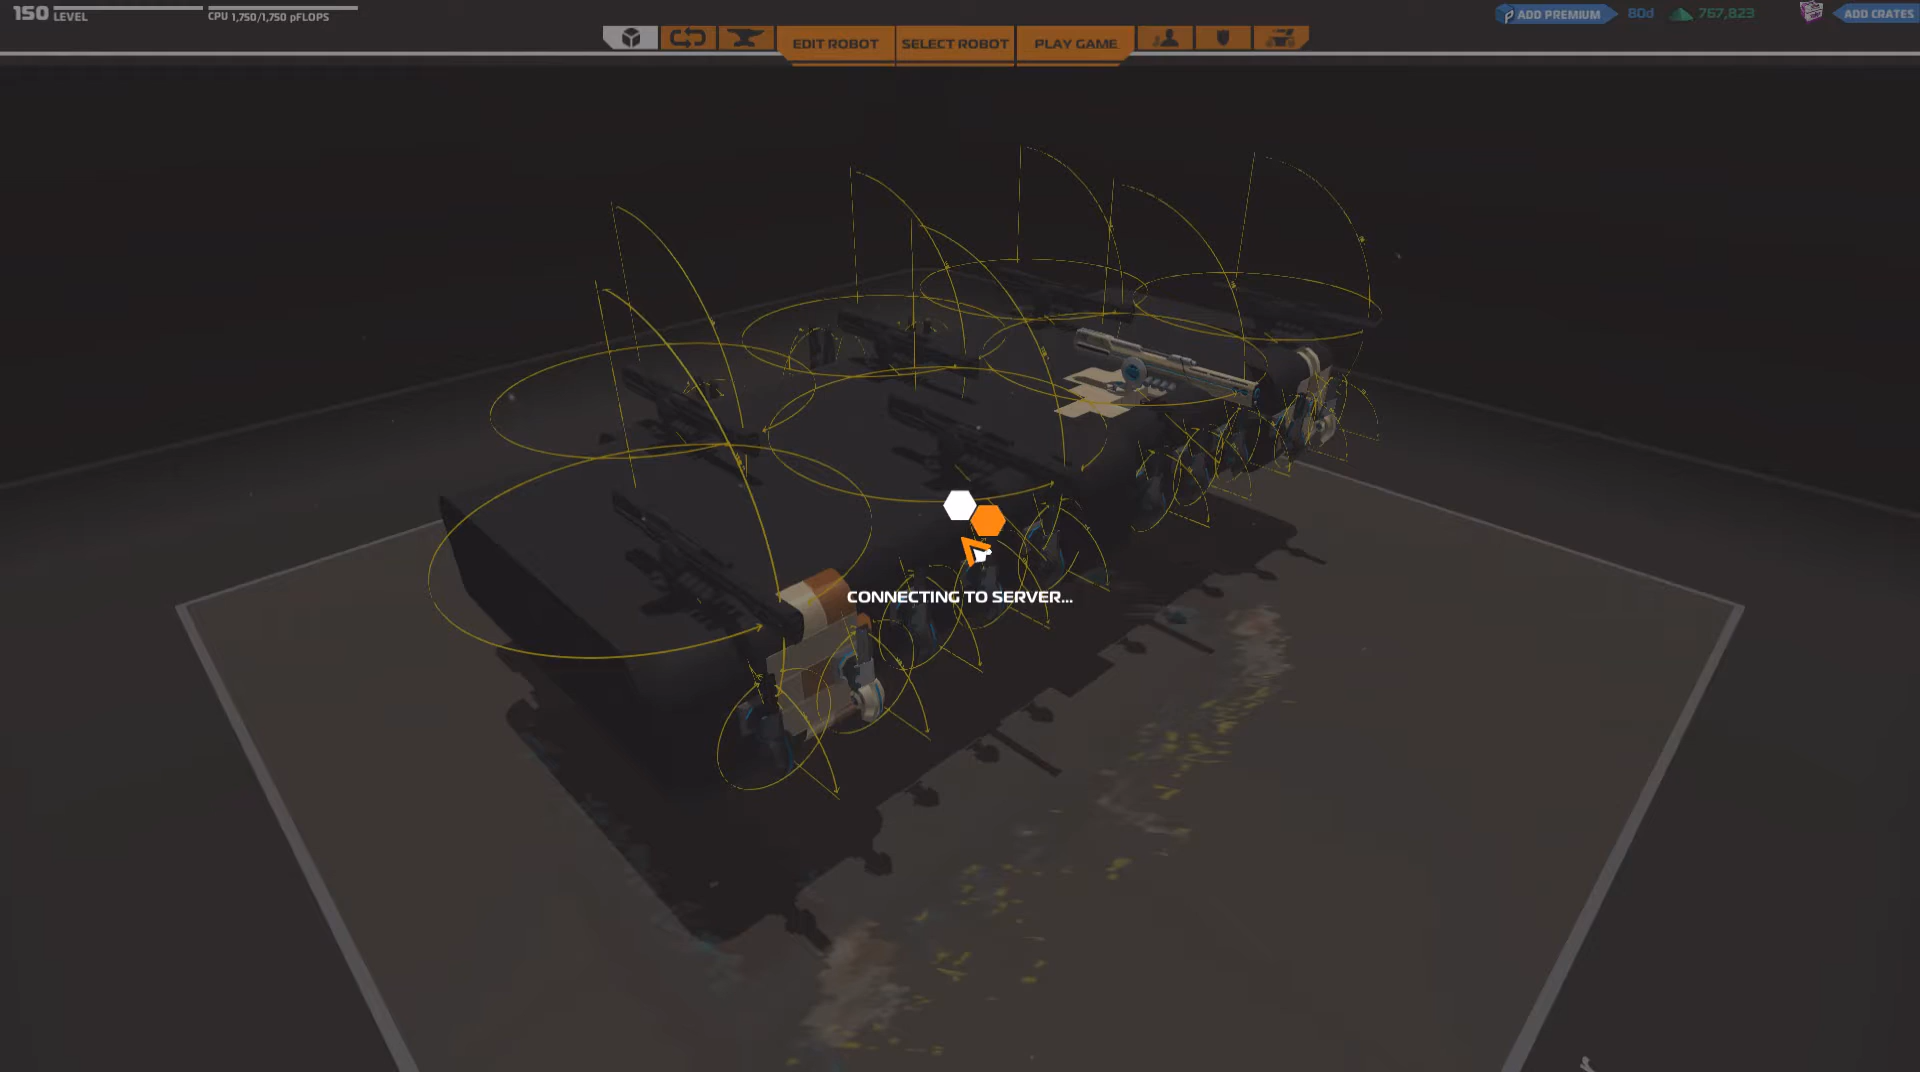 150 LEVEL
CPU 1,750/1,750 pFLOPS
EDIT ROBOT
SELECT ROBOT
PLAY GAME
ADD PREMIUM
80d
767,823
ADD CRATES
CONNECTING TO SERVER...